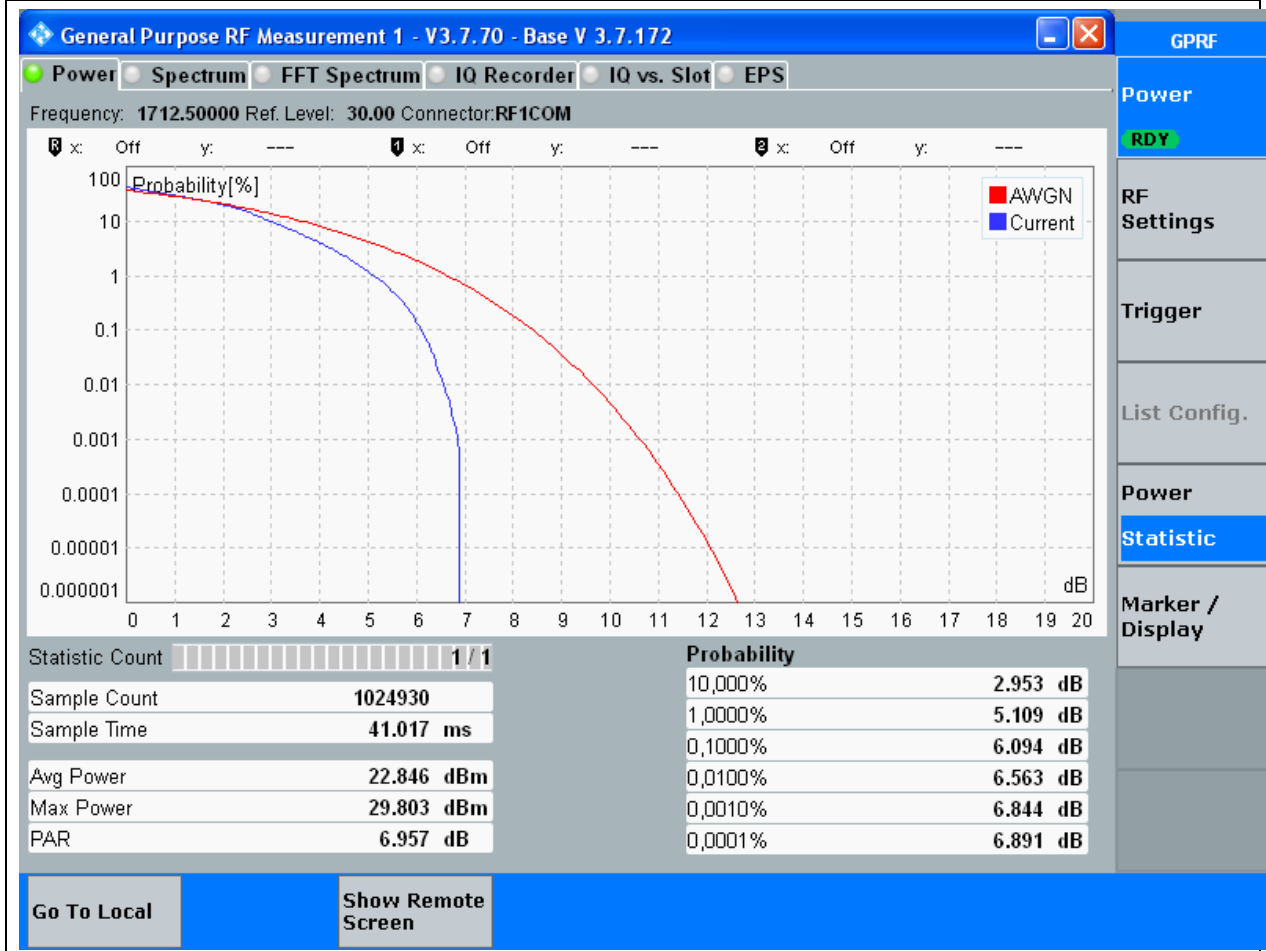 General Purpose RF Measurement 1 - V3.7.70 - Base V 3.7.172
GPRF
Power Spectrum FFT Spectrum IQ Recorder IQ vs. Slot EPS
Frequency: 1712.50000 Ref. Level: 30.00 Connector:RF1COM
R x: Off y: --- 1 x: Off y: --- 2 x: Off y: ---
Probability[%]
AWGN
Current
100
10
1
0.1
0.01
0.001
0.0001
0.00001
0.000001
dB
0 1 2 3 4 5 6 7 8 9 10 11 12 13 14 15 16 17 18 19 20
Statistic Count 1 / 1
Sample Count 1024930
Sample Time 41.017 ms
Avg Power 22.846 dBm
Max Power 29.803 dBm
PAR 6.957 dB
Probability
10,000% 2.953 dB
1,0000% 5.109 dB
0,1000% 6.094 dB
0,0100% 6.563 dB
0,0010% 6.844 dB
0,0001% 6.891 dB
Power
RDY
RF
Settings
Trigger
List Config.
Power
Statistic
Marker /
Display
Go To Local
Show Remote
Screen